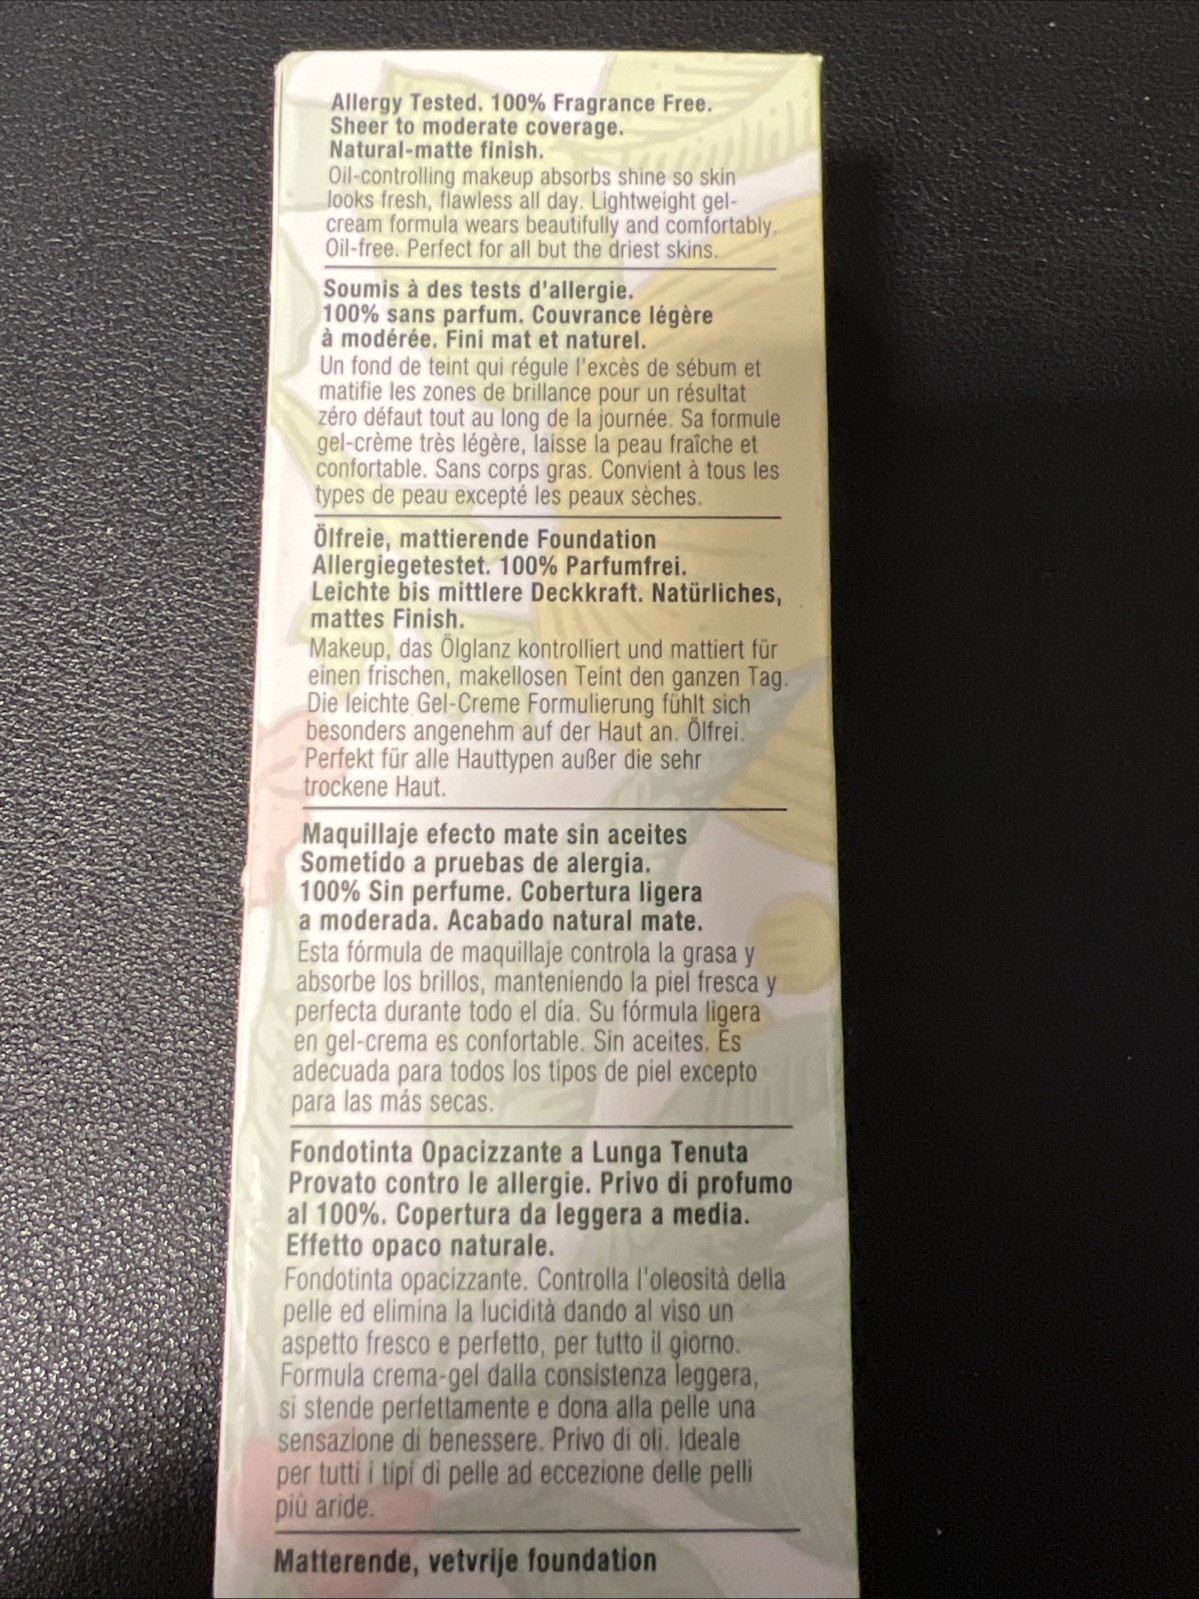 Allergy Tested. 100% Fragrance Free.
Sheer to moderate coverage.
Natural-matte finish.
Oil-controlling makeup absorbs shine so skin
looks fresh, flawless all day. Lightweight gel-
cream formula wears beautifully and comfortably.
Oil-free. Perfect for all but the driest skins.
Soumis à des tests d'allergie.
100% sans parfum. Couvrance légère
à modérée. Fini mat et naturel.
Un fond de teint qui régule l'excès de sébum et
matifie les zones de brillance pour un résultat
zéro défaut tout au long de la journée. Sa formule
gel-crème très légère, laisse la peau fraîche et
confortable. Sans corps gras. Convient à tous les
types de peau excepté les peaux sèches.
Ölfreie, mattierende Foundation
Allergiegetestet. 100% Parfumfrei.
Leichte bis mittlere Deckkraft. Natürliches,
mattes Finish.
Makeup, das Ölglanz kontrolliert und mattiert für
einen frischen, makellosen Teint den ganzen Tag.
Die leichte Gel-Creme Formulierung fühlt sich
besonders angenehm auf der Haut an. Ölfrei.
Perfekt für alle Hauttypen außer die sehr
trockene Haut.
Maquillaje efecto mate sin aceites
Sometido a pruebas de alergia.
100% Sin perfume. Cobertura ligera
a moderada. Acabado natural mate.
Esta fórmula de maquillaje controla la grasa y
absorbe los brillos, manteniendo la piel fresca y
perfecta durante todo el día. Su fórmula ligera
en gel-crema es confortable. Sin aceites. Es
adecuada para todos los tipos de piel excepto
para las más secas.
Fondotinta Opacizzante a Lunga Tenuta
Provato contro le allergie. Privo di profumo
al 100%. Copertura da leggera a media.
Effetto opaco naturale.
Fondotinta opacizzante. Controlla l'oleosità della
pelle ed elimina la lucidità dando al viso un
aspetto fresco e perfetto, per tutto il giorno.
Formula crema-gel dalla consistenza leggera,
si stende perfettamente e dona alla pelle una
sensazione di benessere. Privo di oli. Ideale
per tutti i tipi di pelle ad eccezione delle pelli
più aride.
Matterende, vetvrije foundation